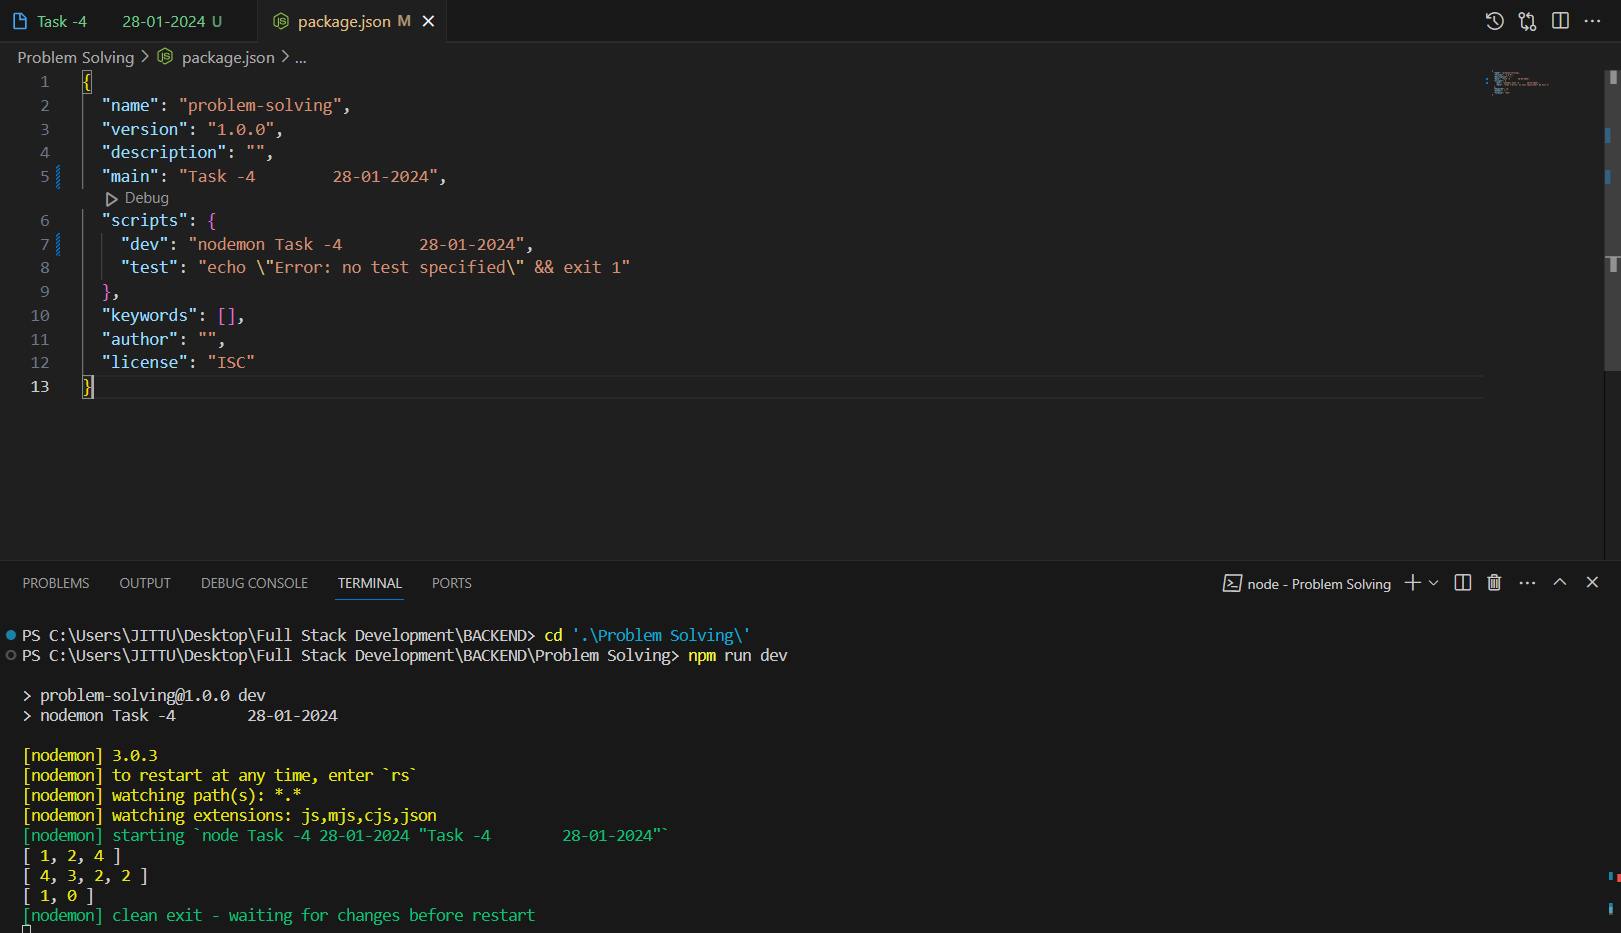 Task -4        28-01-2024 U
package.json M
Problem Solving > package.json > ...
1 {
2   "name": "problem-solving",
3   "version": "1.0.0",
4   "description": "",
5   "main": "Task -4        28-01-2024",
Debug
6   "scripts": {
7     "dev": "nodemon Task -4        28-01-2024",
8     "test": "echo \"Error: no test specified\" && exit 1"
9   },
10   "keywords": [],
11   "author": "",
12   "license": "ISC"
13 }
PROBLEMS OUTPUT DEBUG CONSOLE TERMINAL PORTS
node - Problem Solving
PS C:\Users\JITTU\Desktop\Full Stack Development\BACKEND> cd '.\Problem Solving\'
PS C:\Users\JITTU\Desktop\Full Stack Development\BACKEND\Problem Solving> npm run dev
> problem-solving@1.0.0 dev
> nodemon Task -4        28-01-2024
[nodemon] 3.0.3
[nodemon] to restart at any time, enter `rs`
[nodemon] watching path(s): *.*
[nodemon] watching extensions: js,mjs,cjs,json
[nodemon] starting `node Task -4 28-01-2024 "Task -4        28-01-2024"`
[ 1, 2, 4 ]
[ 4, 3, 2, 2 ]
[ 1, 0 ]
[nodemon] clean exit - waiting for changes before restart